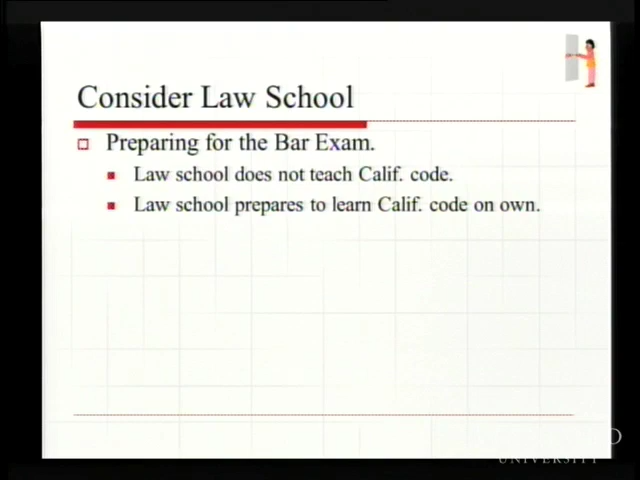 Consider Law School
Preparing for the Bar Exam.
Law school does not teach Calif. code.
Law school prepares to learn Calif. code on own.
UNIVERSITY